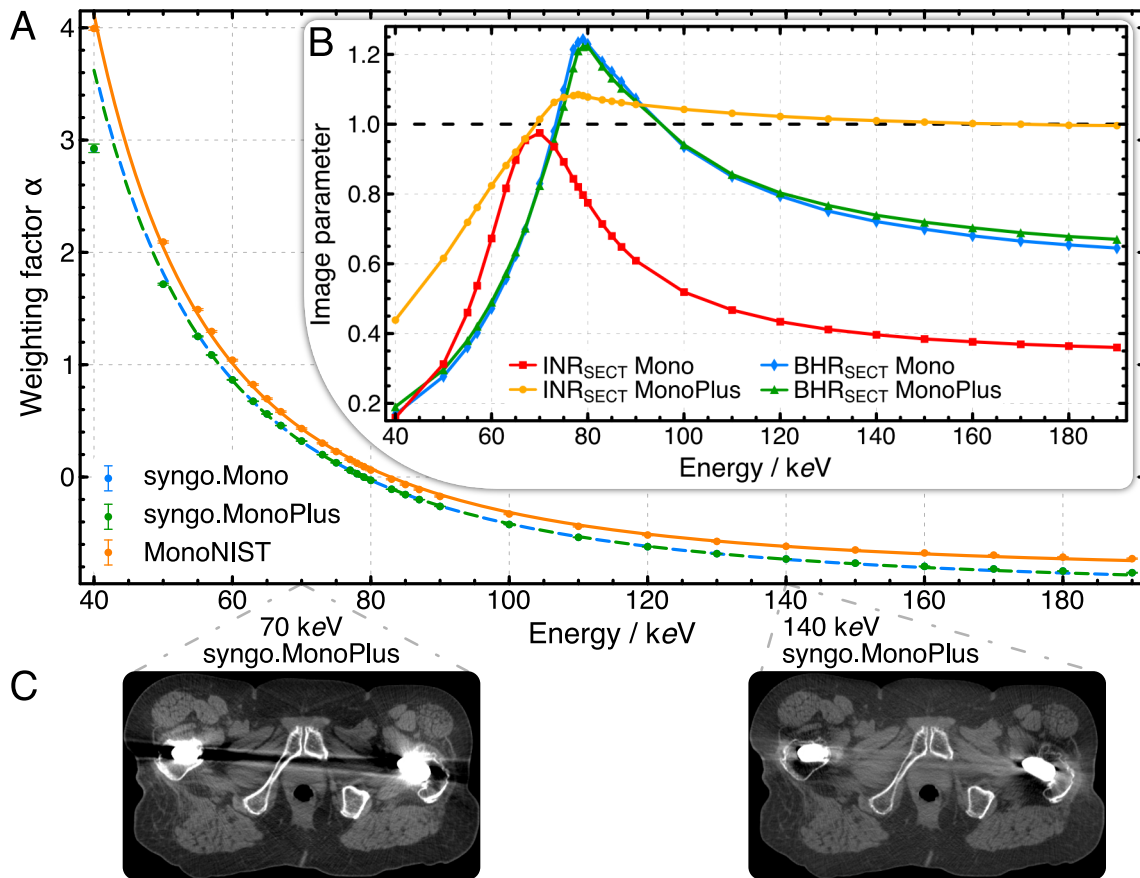 A
B
Weighting factor α
4
3
2
1
0
40
60
80
100
120
140
160
180
Energy / keV
syngo.Mono
syngo.MonoPlus
MonoNIST
Image parameter
1.2
1.0
0.8
0.6
0.4
0.2
40
60
80
100
120
140
160
180
Energy / keV
INRSECT Mono
INRSECT MonoPlus
BHRSECT Mono
BHRSECT MonoPlus
70 keV
syngo.MonoPlus
140 keV
syngo.MonoPlus
C